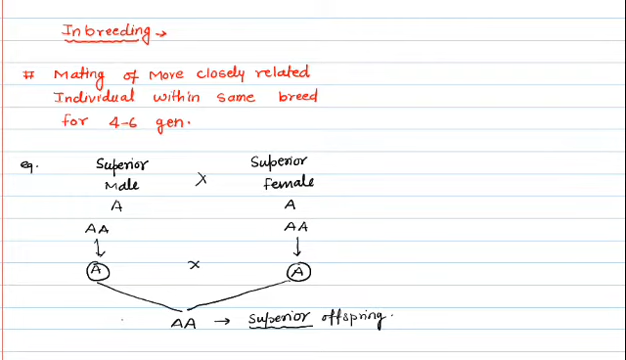 Inbreeding →
# Mating of More closely related
Individual within same breed
for 4-6 gen.
eg. Superior Male X Superior female
A A
AA AA
↓ ↓
A × A
AA → Superior offspring.